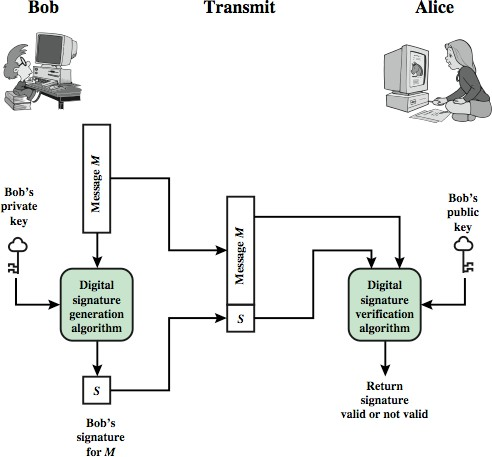 Bob
Transmit
Alice
Message M
Bob's
private
key
Digital
signature
generation
algorithm
S
Bob's
signature
for M
Message M
S
Bob's
public
key
Digital
signature
verification
algorithm
Return
signature
valid or not valid